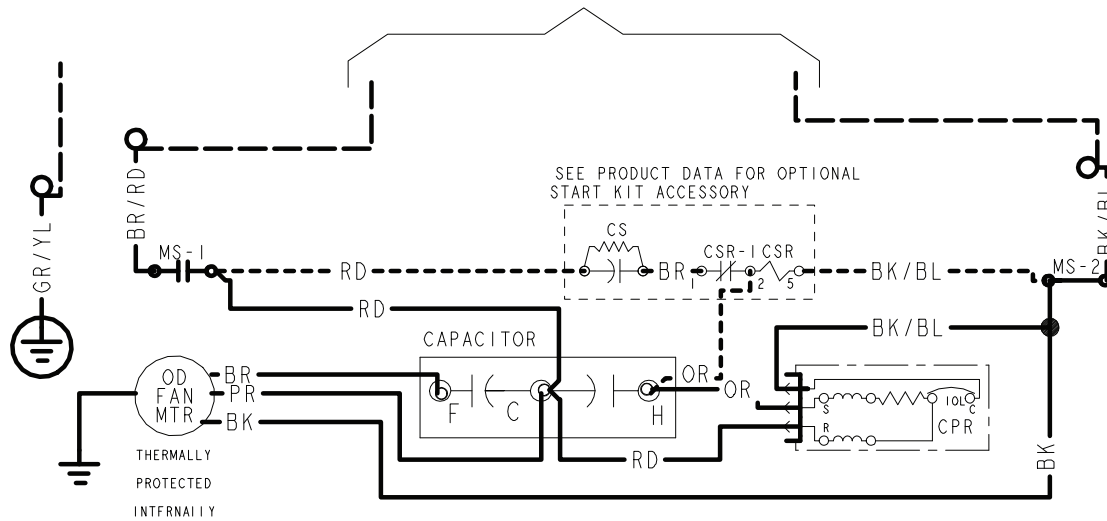 SEE PRODUCT DATA FOR OPTIONAL
START KIT ACCESSORY
BR/RD
GR/YL
MS-1
CS
CSR-1 CSR
RD
BR
1
2
5
BK/BL
MS-2
BK/BL
RD
BK/BL
CAPACITOR
OD
FAN
MTR
BR
PR
BK
F
C
H
OR
OR
S
R
IOL
C
CPR
RD
BK
THERMALLY
PROTECTED
INTERNALLY